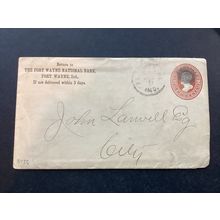 Return to
THE FORT WAYNE NATIONAL BANK,
FORT WAYNE, Ind.,
If not delivered within 5 days.
John Lanvell Esq
City